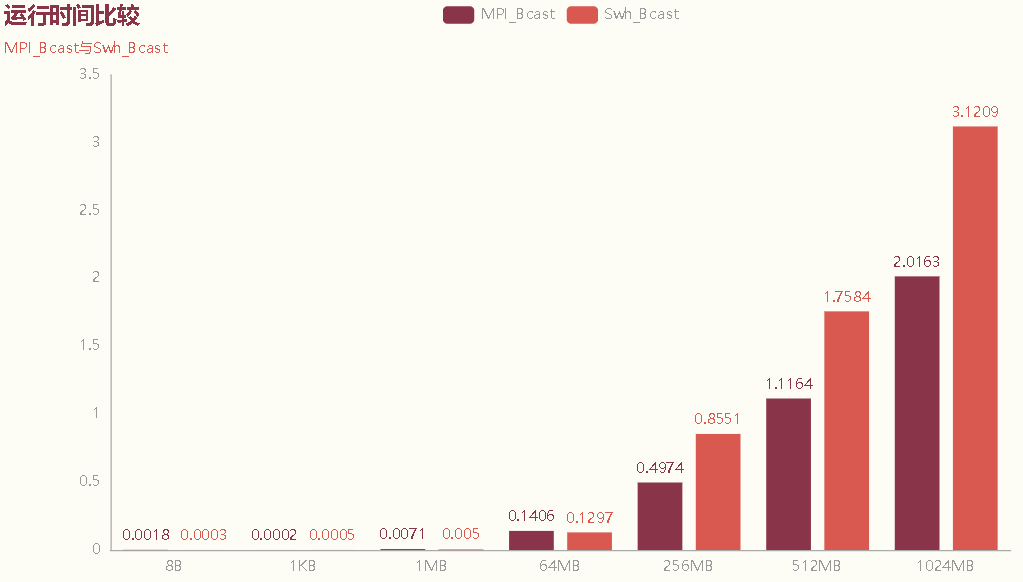 运行时间比较
MPI_Bcast与Swh_Bcast
MPI_Bcast Swh_Bcast
3.5
3
2.5
2
1.5
1
0.5
0
0.0018 0.0003 0.0002 0.0005 0.0071 0.005 0.1406 0.1297 0.4974 0.8551 1.1164 1.7584 2.0163 3.1209
8B 1KB 1MB 64MB 256MB 512MB 1024MB